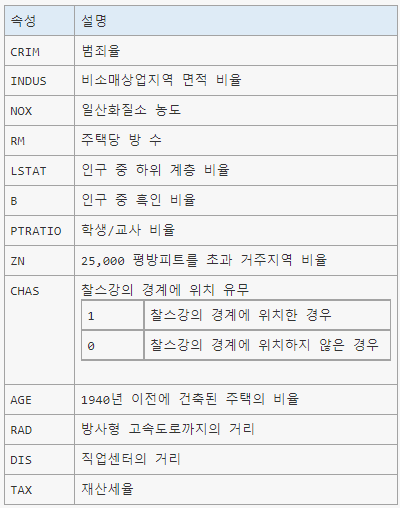 속성 설명
CRIM 범죄율
INDUS 비소매상업지역 면적 비율
NOX 일산화질소 농도
RM 주택당 방 수
LSTAT 인구 중 하위 계층 비율
B 인구 중 흑인 비율
PTRATIO 학생/교사 비율
ZN 25,000 평방피트를 초과 거주지역 비율
CHAS 찰스강의 경계에 위치 유무
1 찰스강의 경계에 위치한 경우
0 찰스강의 경계에 위치하지 않은 경우
AGE 1940년 이전에 건축된 주택의 비율
RAD 방사형 고속도로까지의 거리
DIS 직업센터의 거리
TAX 재산세율